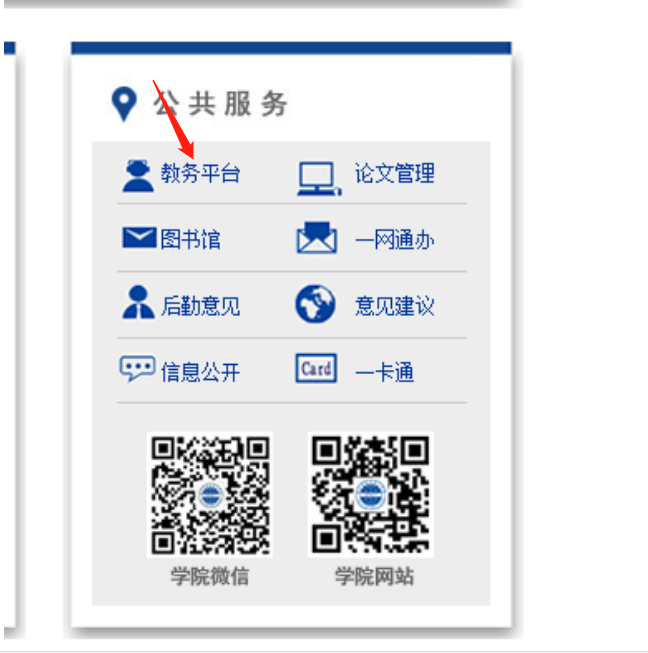 公共服务
教务平台 论文管理
图书馆 一网通办
后勤意见 意见建议
信息公开 Card 一卡通
学院微信 学院网站